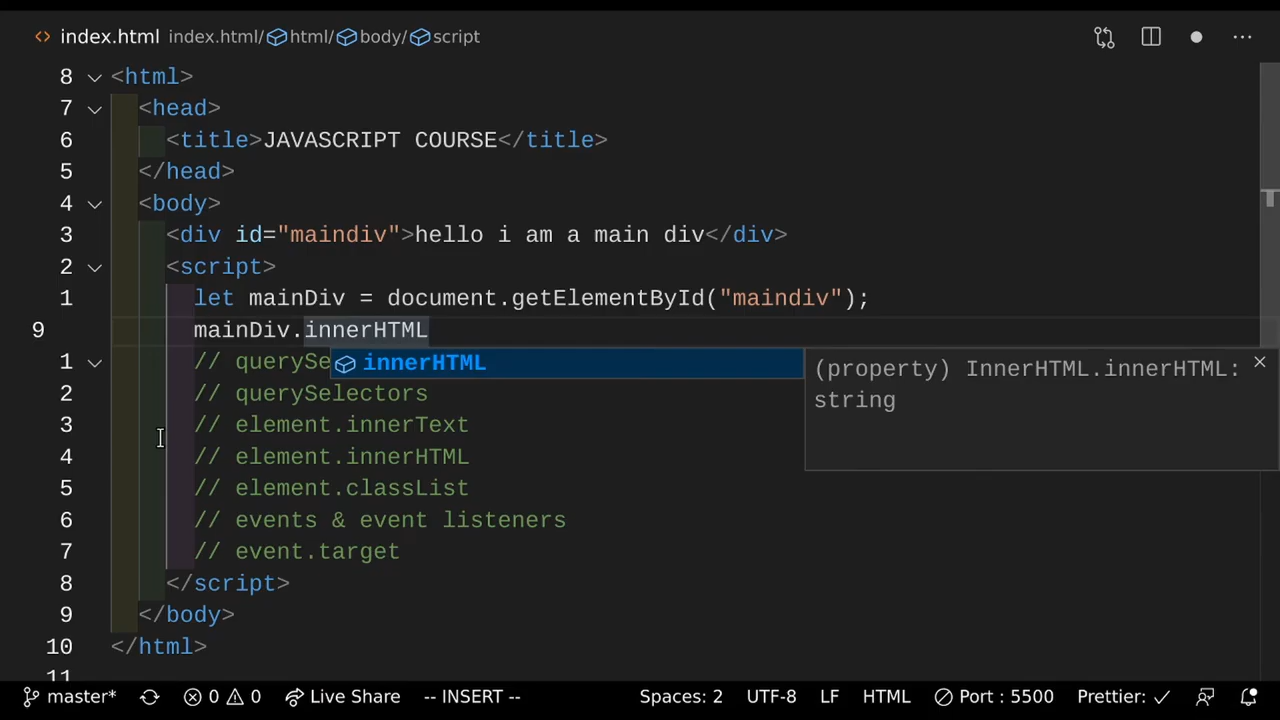 index.html index.html/html/body/script
8 <html>
7 <head>
6 <title>JAVASCRIPT COURSE</title>
5 </head>
4 <body>
3 <div id="maindiv">hello i am a main div</div>
2 <script>
1 let mainDiv = document.getElementById("maindiv");
9 mainDiv.innerHTML
1 // querySe
innerHTML
(property) InnerHTML.innerHTML:
string
2 // querySelectors
3 // element.innerText
4 // element.innerHTML
5 // element.classList
6 // events & event listeners
7 // event.target
8 </script>
9 </body>
10 </html>
11
master* 0 0 Live Share -- INSERT -- Spaces: 2 UTF-8 LF HTML Port : 5500 Prettier: ✓